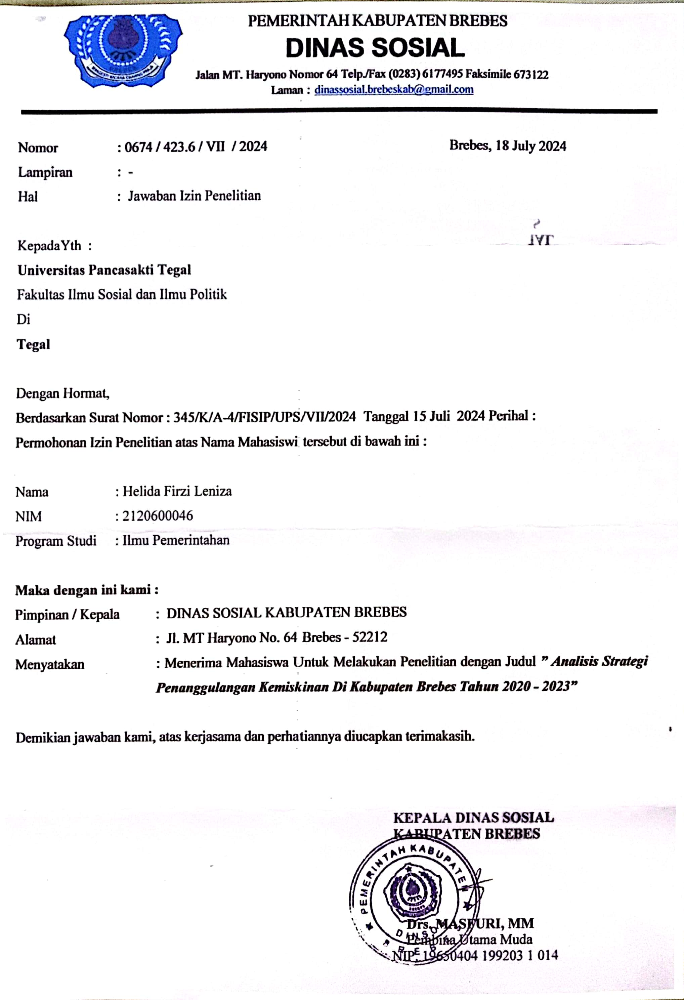 PEMERINTAH KABUPATEN BREBES
DINAS SOSIAL
Jalan MT. Haryono Nomor 64 Telp./Fax (0283) 6177495 Faksimile 673122
Laman : dinassosial.brebeskab@gmail.com
Nomor : 0674 / 423.6 / VII / 2024 Brebes, 18 July 2024
Lampiran : -
Hal : Jawaban Izin Penelitian
KepadaYth :
Universitas Pancasakti Tegal
Fakultas Ilmu Sosial dan Ilmu Politik
Di
Tegal
Dengan Hormat,
Berdasarkan Surat Nomor : 345/K/A-4/FISIP/UPS/VII/2024 Tanggal 15 Juli 2024 Perihal :
Permohonan Izin Penelitian atas Nama Mahasiswi tersebut di bawah ini :
Nama : Helida Firzi Leniza
NIM : 2120600046
Program Studi : Ilmu Pemerintahan
Maka dengan ini kami :
Pimpinan / Kepala : DINAS SOSIAL KABUPATEN BREBES
Alamat : Jl. MT Haryono No. 64 Brebes - 52212
Menyatakan : Menerima Mahasiswa Untuk Melakukan Penelitian dengan Judul ” Analisis Strategi
Penanggulangan Kemiskinan Di Kabupaten Brebes Tahun 2020 - 2023”
Demikian jawaban kami, atas kerjasama dan perhatiannya diucapkan terimakasih.
KEPALA DINAS SOSIAL
KABUPATEN BREBES
PEMERINTAH KABUPATEN
Drs. MASFURI, MM
Pembina Utama Muda
NIP. 19650404 199203 1 014